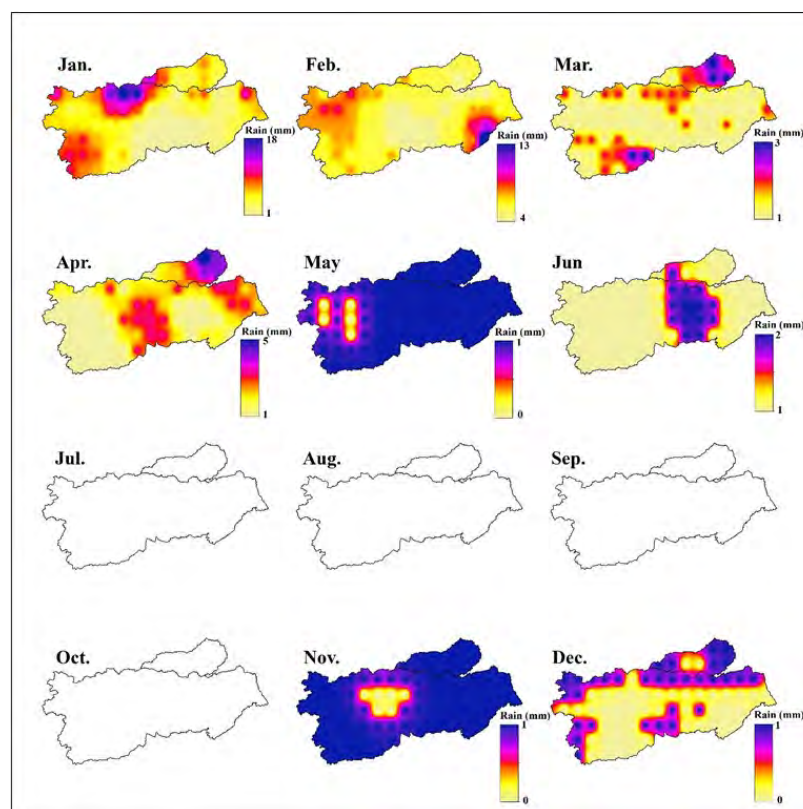 Jan.
Rain (mm)
18
1
Feb.
Rain (mm)
13
4
Mar.
Rain (mm)
3
1
Apr.
Rain (mm)
5
1
May
Rain (mm)
1
0
Jun
Rain (mm)
2
1
Jul.
Aug.
Sep.
Oct.
Nov.
Rain (mm)
1
0
Dec.
Rain (mm)
1
0